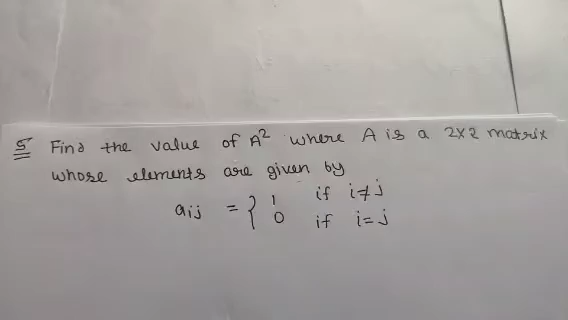 5 Find the value of A² where A is a 2x2 matrix
whose elements are given by
aij = { 1 if i≠j
0 if i=j